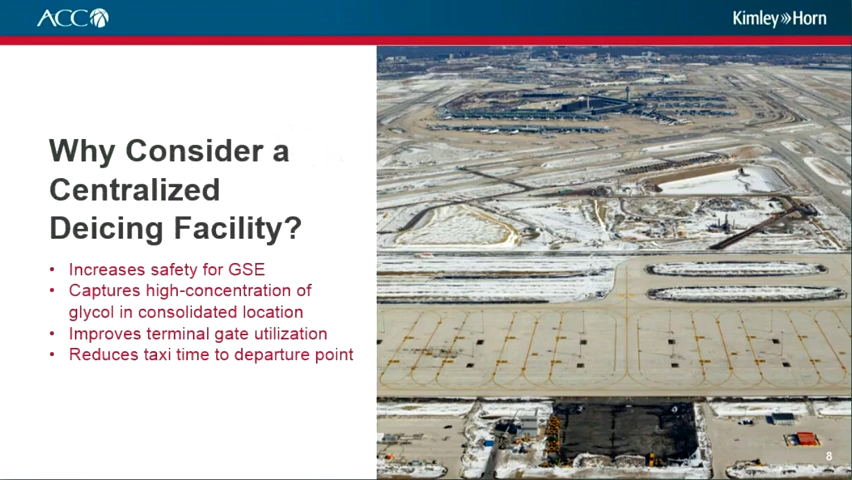 ACC
Kimley»Horn
Why Consider a
Centralized
Deicing Facility?
• Increases safety for GSE
• Captures high-concentration of
glycol in consolidated location
• Improves terminal gate utilization
• Reduces taxi time to departure point
8